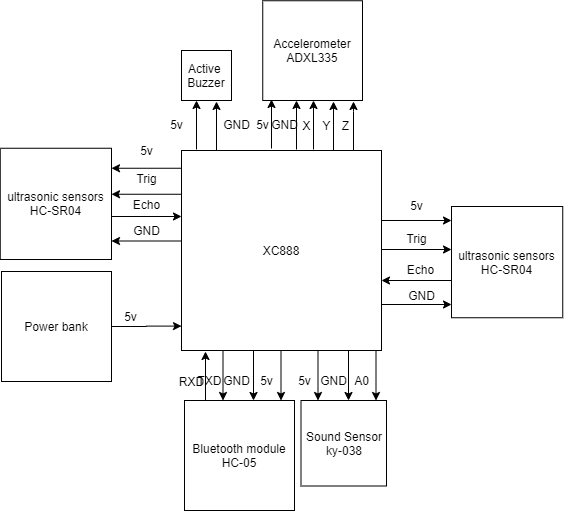 Accelerometer
ADXL335
Active
Buzzer
5v
GND
5v
GND
X
Y
Z
ultrasonic sensors
HC-SR04
5v
Trig
Echo
GND
XC888
5v
Trig
Echo
GND
ultrasonic sensors
HC-SR04
Power bank
5v
RXD
TXD
GND
5v
5v
GND
A0
Bluetooth module
HC-05
Sound Sensor
ky-038